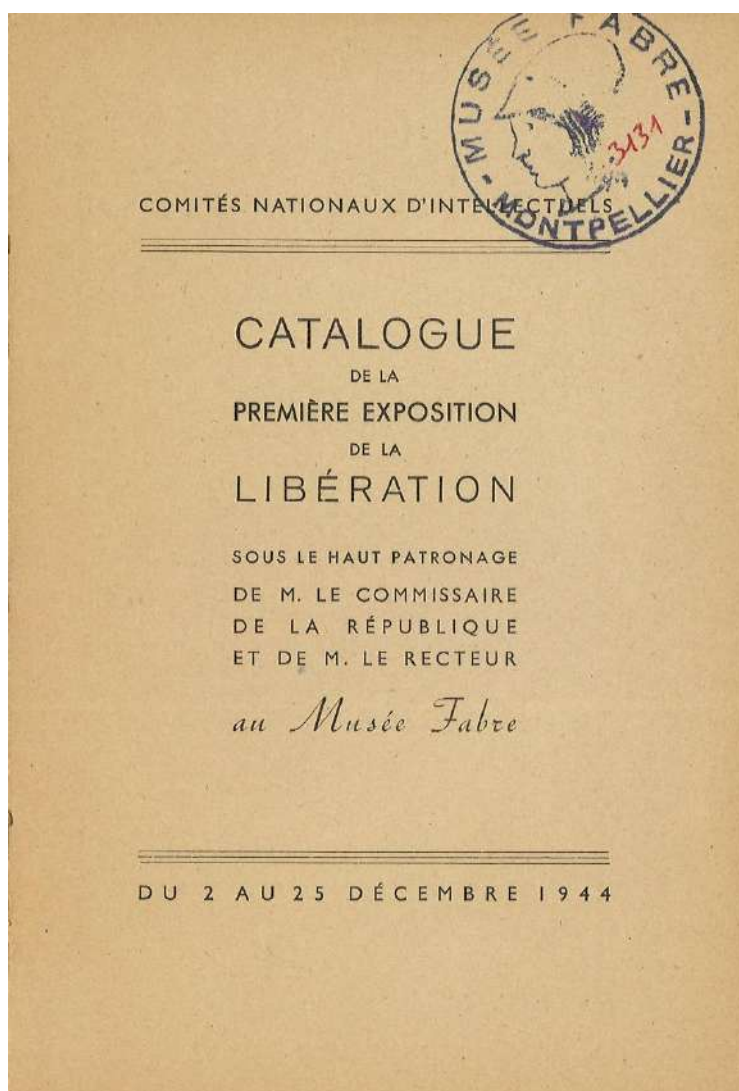 MUSÉE FABRE - MONTPELLIER -
3131
COMITÉS NATIONAUX D'INTELLECTUELS
CATALOGUE
DE LA
PREMIÈRE EXPOSITION
DE LA
LIBÉRATION
SOUS LE HAUT PATRONAGE
DE M. LE COMMISSAIRE
DE LA RÉPUBLIQUE
ET DE M. LE RECTEUR
au Musée Fabre
DU 2 AU 25 DÉCEMBRE 1944